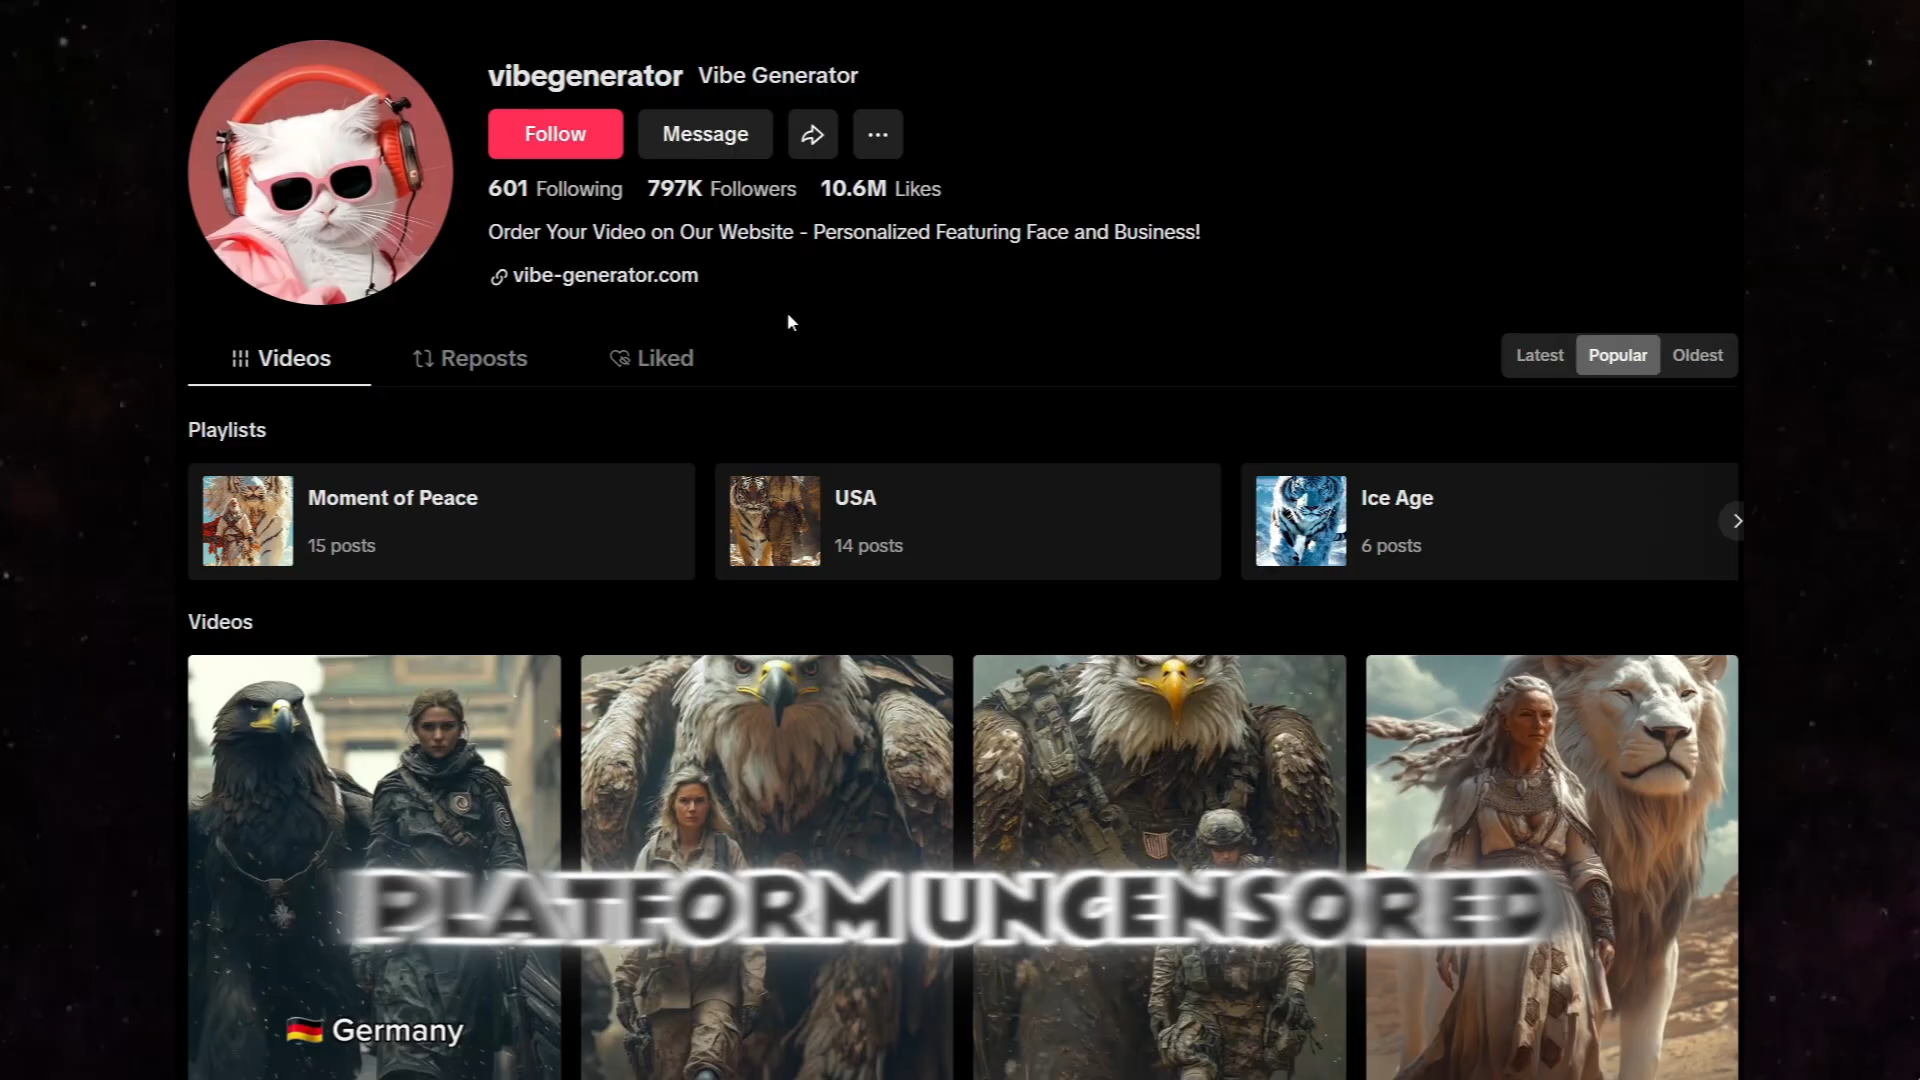 vibegenerator Vibe Generator
Follow Message
601 Following 797K Followers 10.6M Likes
Order Your Video on Our Website - Personalized Featuring Face and Business!
vibe-generator.com
Videos Reposts Liked
Latest Popular Oldest
Playlists
Moment of Peace
15 posts
USA
14 posts
Ice Age
6 posts
Videos
PLATFORM UNCENSORED
Germany